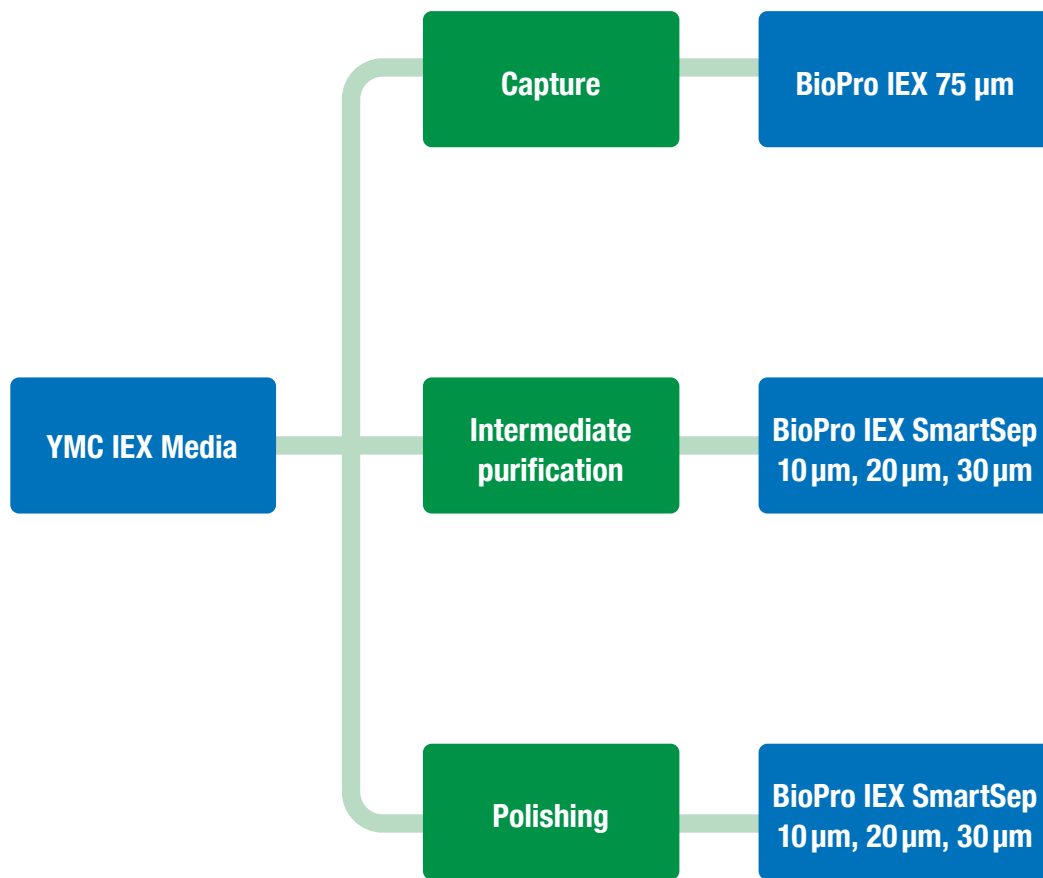 Capture
BioPro IEX 75 µm
YMC IEX Media
Intermediate
purification
BioPro IEX SmartSep
10 µm, 20 µm, 30 µm
Polishing
BioPro IEX SmartSep
10 µm, 20 µm, 30 µm